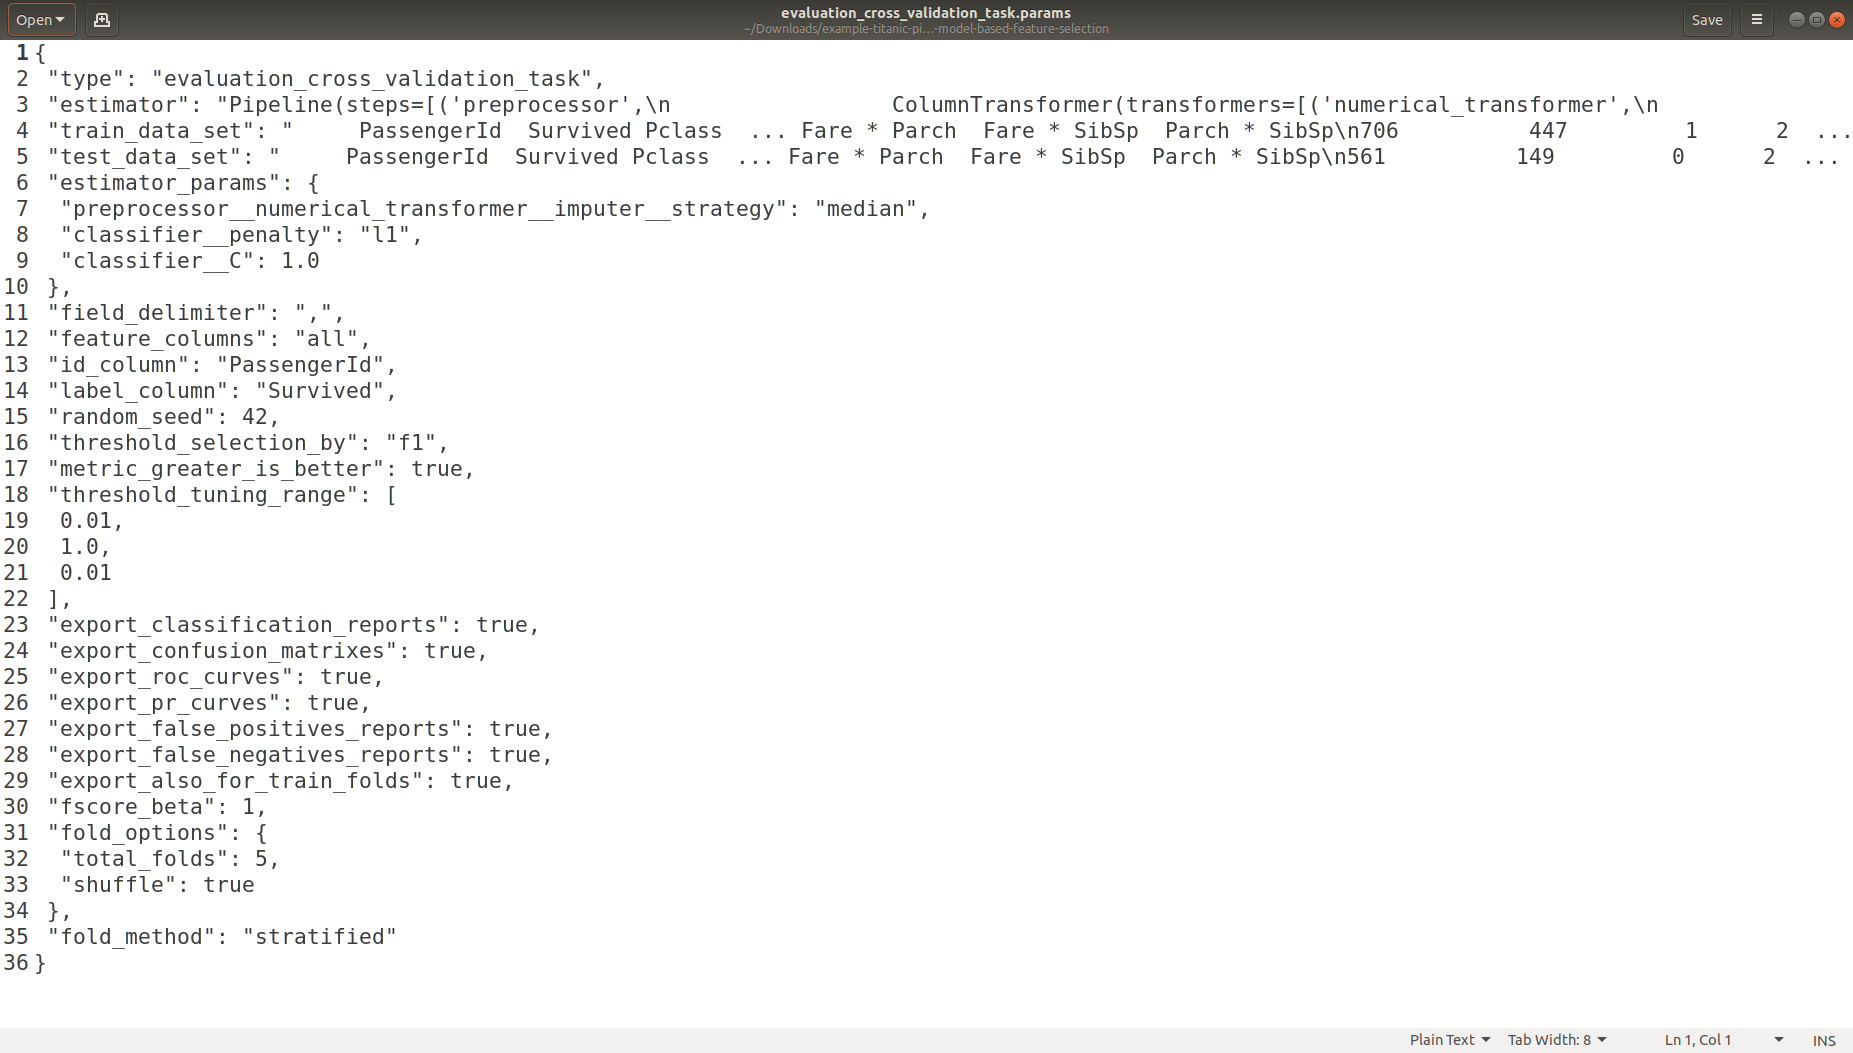 Open
evaluation_cross_validation_task.params
~/Downloads/example-titanic-pi...-model-based-feature-selection
Save
1 {
2  "type": "evaluation_cross_validation_task",
3  "estimator": "Pipeline(steps=[('preprocessor',\n                 ColumnTransformer(transformers=[('numerical_transformer',\n
4  "train_data_set": "     PassengerId  Survived Pclass  ... Fare * Parch  Fare * SibSp  Parch * SibSp\n706          447         1      2  ...
5  "test_data_set": "     PassengerId  Survived Pclass  ... Fare * Parch  Fare * SibSp  Parch * SibSp\n561          149         0      2  ...
6  "estimator_params": {
7   "preprocessor__numerical_transformer__imputer__strategy": "median",
8   "classifier__penalty": "l1",
9   "classifier__C": 1.0
10  },
11  "field_delimiter": ",",
12  "feature_columns": "all",
13  "id_column": "PassengerId",
14  "label_column": "Survived",
15  "random_seed": 42,
16  "threshold_selection_by": "f1",
17  "metric_greater_is_better": true,
18  "threshold_tuning_range": [
19   0.01,
20   1.0,
21   0.01
22  ],
23  "export_classification_reports": true,
24  "export_confusion_matrixes": true,
25  "export_roc_curves": true,
26  "export_pr_curves": true,
27  "export_false_positives_reports": true,
28  "export_false_negatives_reports": true,
29  "export_also_for_train_folds": true,
30  "fscore_beta": 1,
31  "fold_options": {
32   "total_folds": 5,
33   "shuffle": true
34  },
35  "fold_method": "stratified"
36 }
Plain Text  Tab Width: 8  Ln 1, Col 1  INS